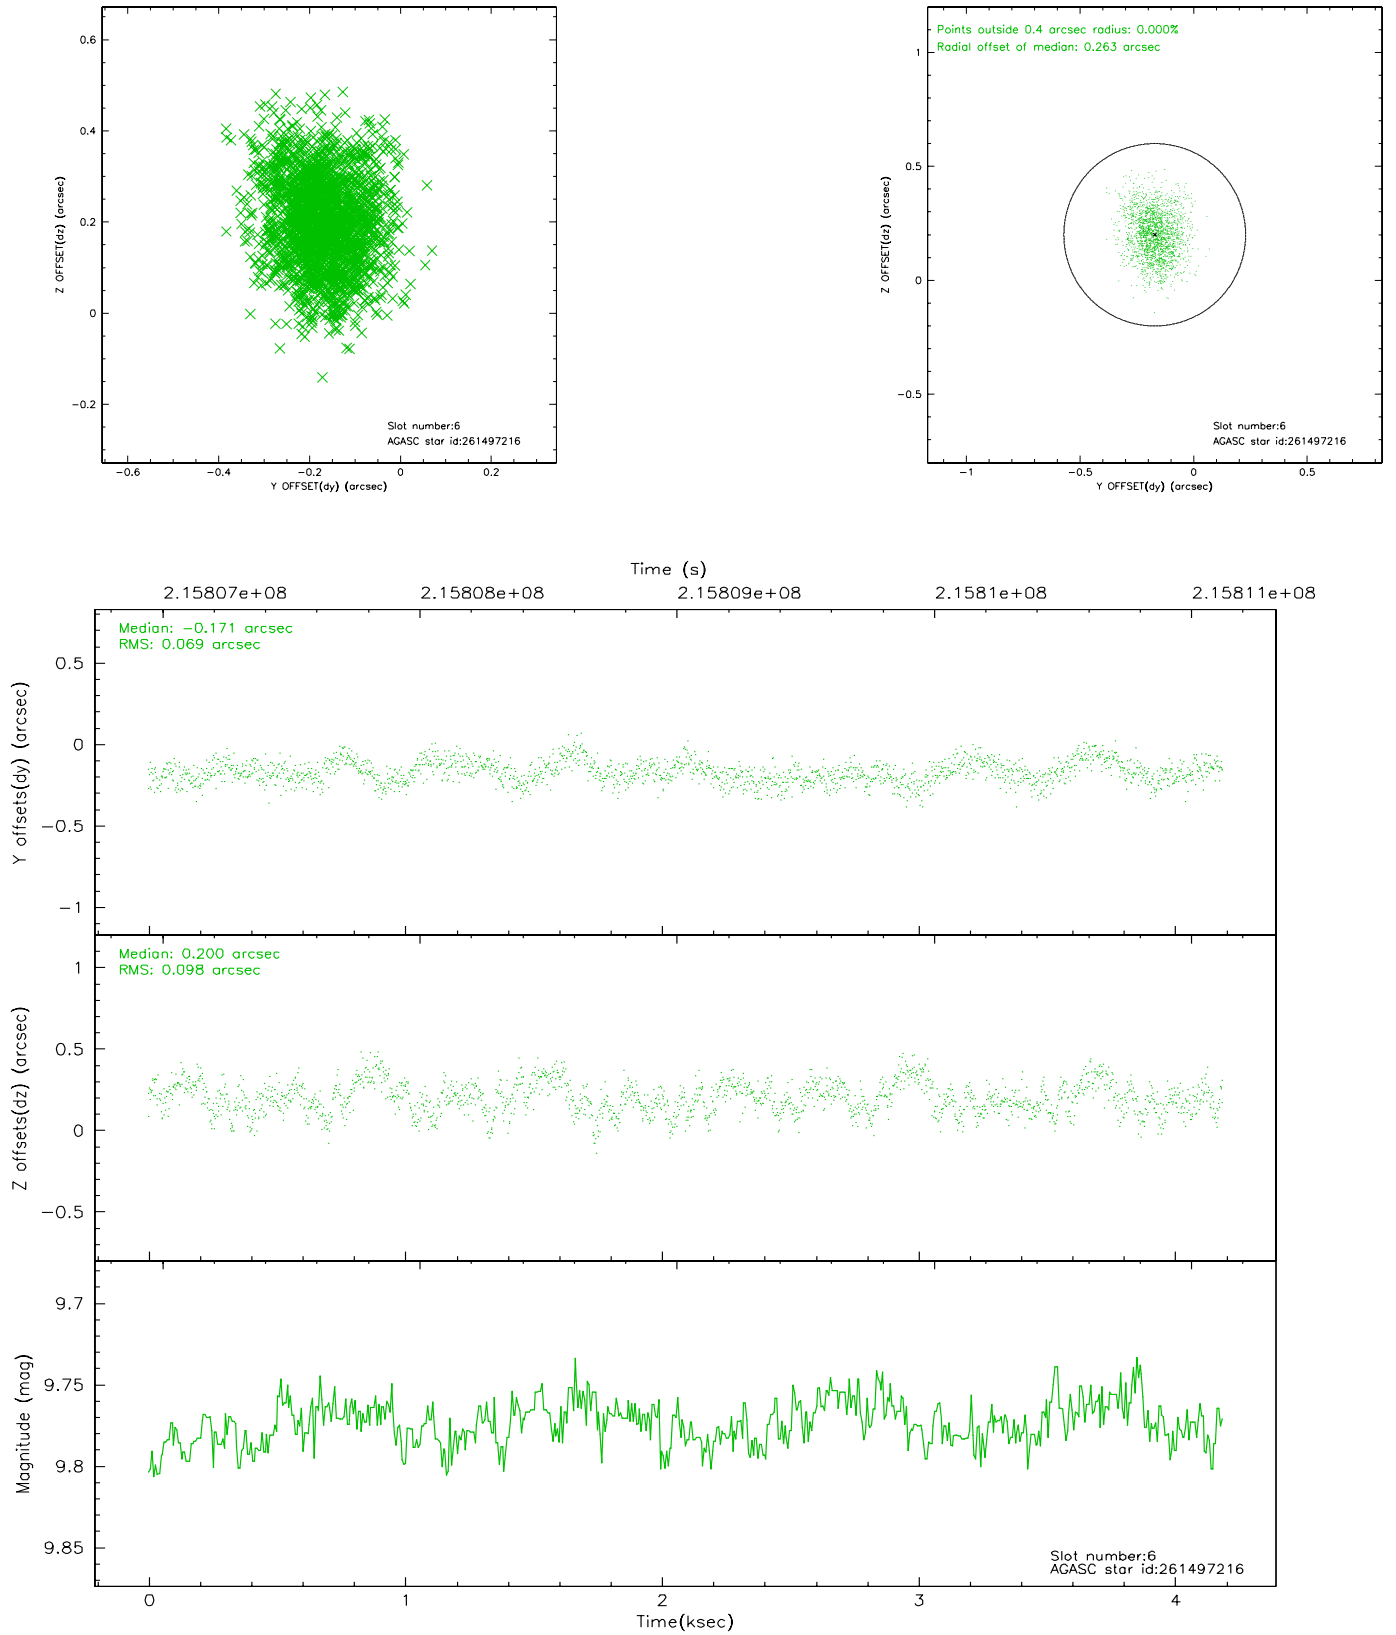 0.6
0.4
0.2
0
−0.2
Z OFFSET(dz) (arcsec)
Slot number:6
AGASC star id:261497216
−0.6 −0.4 −0.2 0 0.2
Y OFFSET(dy) (arcsec)
Points outside 0.4 arcsec radius: 0.000%
Radial offset of median: 0.263 arcsec
1
0.5
0
−0.5
Z OFFSET(dz) (arcsec)
Slot number:6
AGASC star id:261497216
−1 −0.5 0 0.5
Y OFFSET(dy) (arcsec)
Time (s)
2.15807e+08 2.15808e+08 2.15809e+08 2.1581e+08 2.15811e+08
Median: −0.171 arcsec
RMS: 0.069 arcsec
0.5
0
−0.5
−1
Y offsets(dy) (arcsec)
Median: 0.200 arcsec
RMS: 0.098 arcsec
1
0.5
0
−0.5
Z offsets(dz) (arcsec)
9.7
9.75
9.8
9.85
Magnitude (mag)
Slot number:6
AGASC star id:261497216
0 1 2 3 4
Time(ksec)